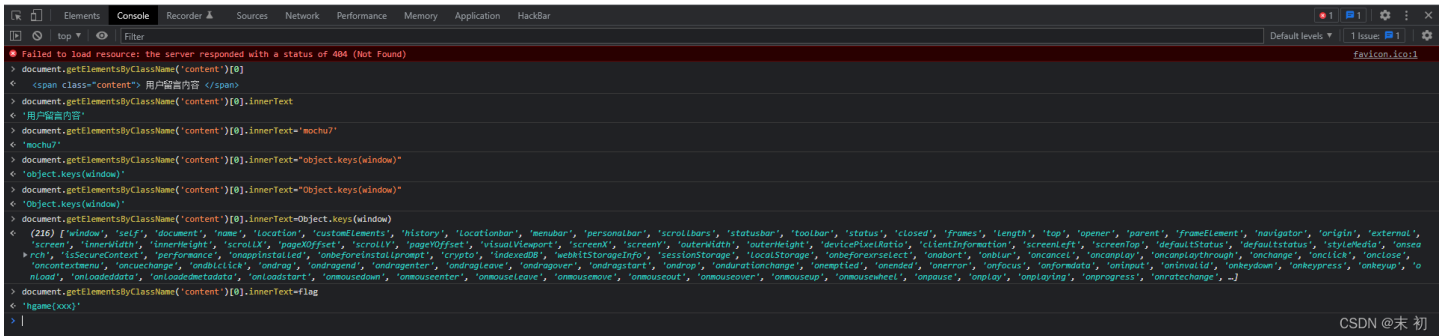 Elements Console Recorder Sources Network Performance Memory Application HackBar 1 1
top Filter Default levels 1 Issue: 1
Failed to load resource: the server responded with a status of 404 (Not Found) favicon.ico:1
> document.getElementsByClassName('content')[0]
<span class="content"> 用户留言内容 </span>
> document.getElementsByClassName('content')[0].innerText
'用户留言内容'
> document.getElementsByClassName('content')[0].innerText='mochu7'
'mochu7'
> document.getElementsByClassName('content')[0].innerText="object.keys(window)"
'object.keys(window)'
> document.getElementsByClassName('content')[0].innerText="Object.keys(window)"
'Object.keys(window)'
> document.getElementsByClassName('content')[0].innerText=Object.keys(window)
(216) ['window', 'self', 'document', 'name', 'location', 'customElements', 'history', 'locationbar', 'menubar', 'personalbar', 'scrollbars', 'statusbar', 'toolbar', 'status', 'closed', 'frames', 'length', 'top', 'opener', 'parent', 'frameElement', 'navigator', 'origin', 'external',
'screen', 'innerWidth', 'innerHeight', 'scrollX', 'pageXOffset', 'scrollY', 'pageYOffset', 'visualViewport', 'screenX', 'screenY', 'outerWidth', 'outerHeight', 'devicePixelRatio', 'clientInformation', 'screenLeft', 'screenTop', 'defaultStatus', 'defaultstatus', 'styleMedia', 'onsea
rch', 'isSecureContext', 'performance', 'onappinstalled', 'onbeforeinstallprompt', 'crypto', 'indexedDB', 'webkitStorageInfo', 'sessionStorage', 'localStorage', 'onbeforexrselect', 'onabort', 'onblur', 'oncancel', 'oncanplay', 'oncanplaythrough', 'onchange', 'onclick', 'onclose',
'oncontextmenu', 'oncuechange', 'ondblclick', 'ondrag', 'ondragend', 'ondragenter', 'ondragleave', 'ondragover', 'ondragstart', 'ondrop', 'ondurationchange', 'onemptied', 'onended', 'onerror', 'onfocus', 'onformdata', 'oninput', 'oninvalid', 'onkeydown', 'onkeypress', 'onkeyup', 'o
nload', 'onloadeddata', 'onloadedmetadata', 'onloadstart', 'onmousedown', 'onmouseenter', 'onmouseleave', 'onmousemove', 'onmouseout', 'onmouseover', 'onmouseup', 'onmousewheel', 'onpause', 'onplay', 'onplaying', 'onprogress', 'onratechange', …]
> document.getElementsByClassName('content')[0].innerText=flag
'hgame{xxx}'
>
CSDN @末 初